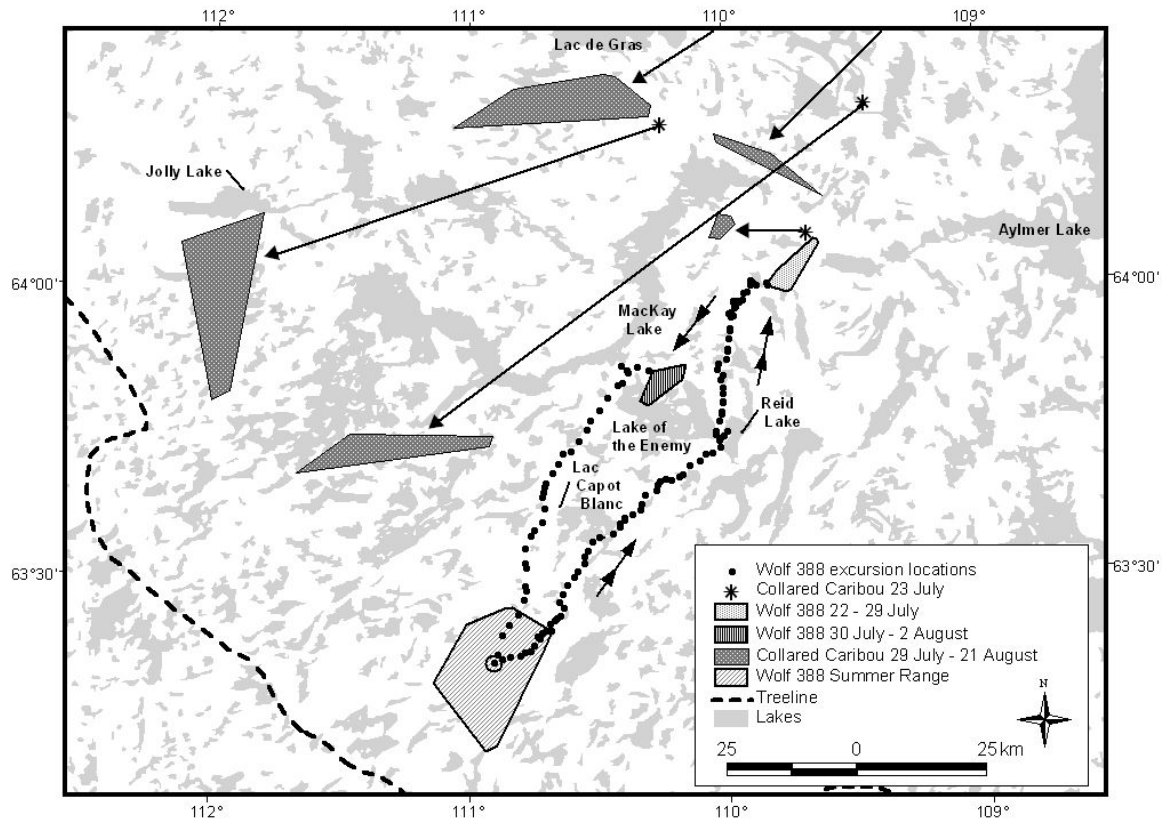 112°
111°
110°
109°
Lac de Gras
Jolly Lake
Aylmer Lake
64°00'
64°00'
MacKay
Lake
Reid
Lake
Lake of
the Enemy
Lac
Capot
Blanc
63°30'
63°30'
Wolf 388 excursion locations
Collared Caribou 23 July
Wolf 388 22 - 29 July
Wolf 388 30 July - 2 August
Collared Caribou 29 July - 21 August
Wolf 388 Summer Range
Treeline
Lakes
N
25 0 25 km
112°
111°
110°
109°